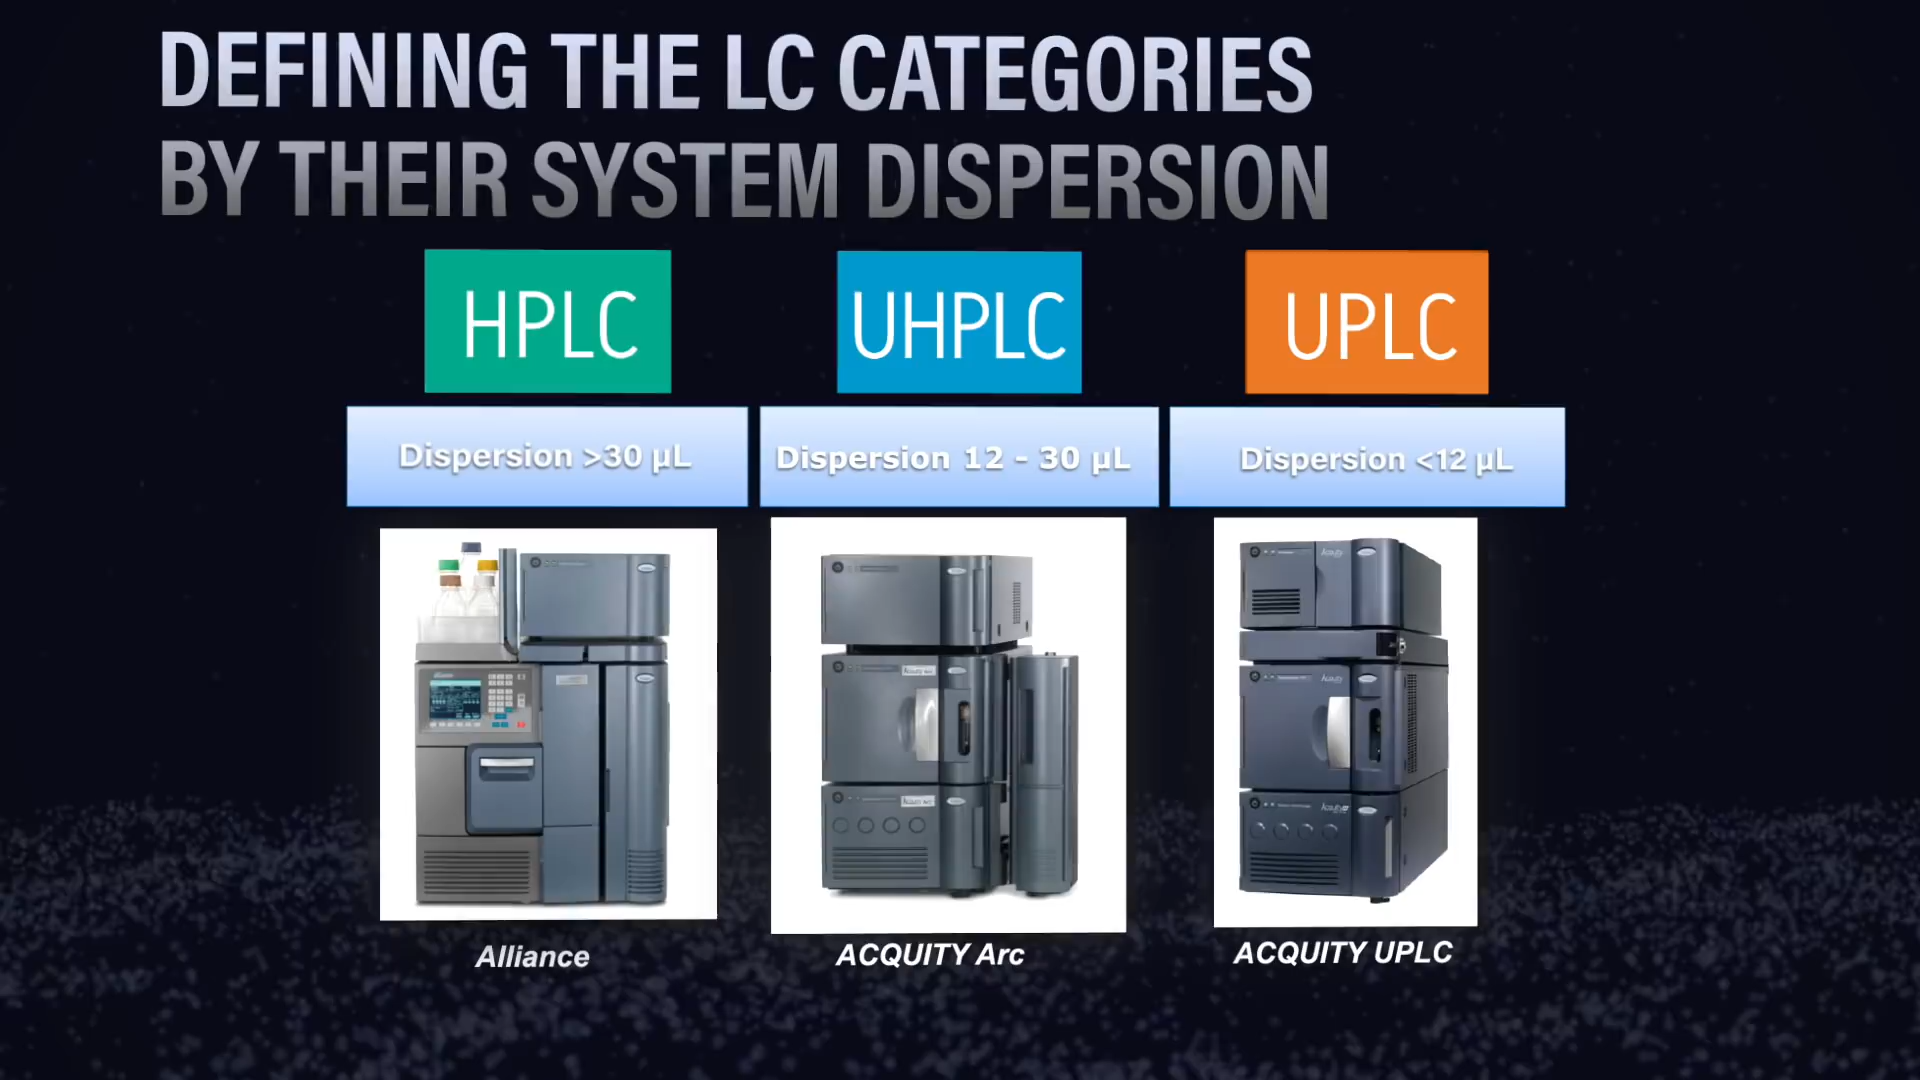 DEFINING THE LC CATEGORIES
BY THEIR SYSTEM DISPERSION
HPLC
UHPLC
UPLC
Dispersion >30 µL
Dispersion 12 - 30 µL
Dispersion <12 µL
Alliance
ACQUITY Arc
ACQUITY UPLC